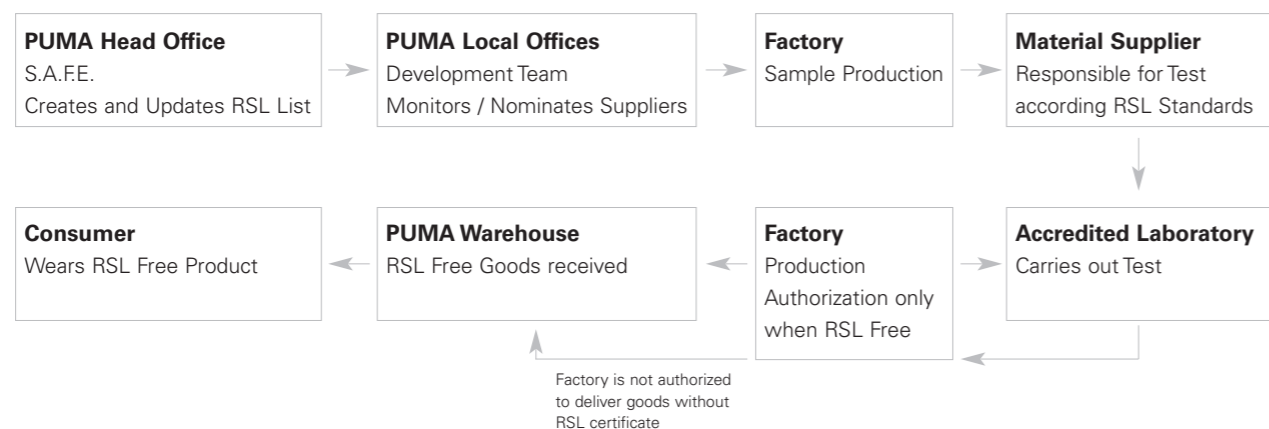 PUMA Head Office
S.A.F.E.
Creates and Updates RSL List
PUMA Local Offices
Development Team
Monitors / Nominates Suppliers
Factory
Sample Production
Material Supplier
Responsible for Test
according RSL Standards
Consumer
Wears RSL Free Product
PUMA Warehouse
RSL Free Goods received
Factory
Production
Authorization only
when RSL Free
Accredited Laboratory
Carries out Test
Factory is not authorized
to deliver goods without
RSL certificate